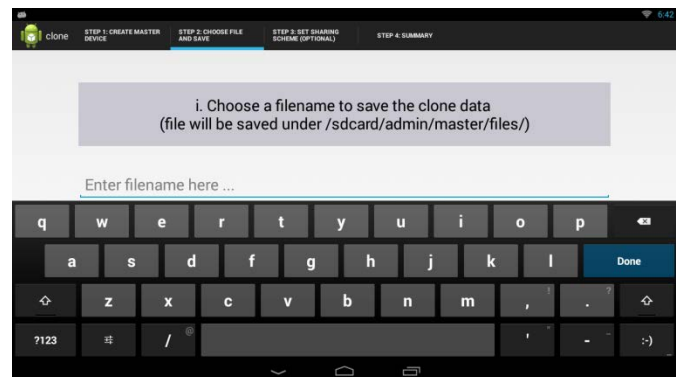 6:42
clone
STEP 1: CREATE MASTER
DEVICE
STEP 2: CHOOSE FILE
AND SAVE
STEP 3: SET SHARING
SCHEME (OPTIONAL)
STEP 4: SUMMARY
i. Choose a filename to save the clone data
(file will be saved under /sdcard/admin/master/files/)
Enter filename here ...
q w e r t y u i o p
a s d f g h j k l Done
z x c v b n m , ! . ?
?123 / @ ' " - _ :-)